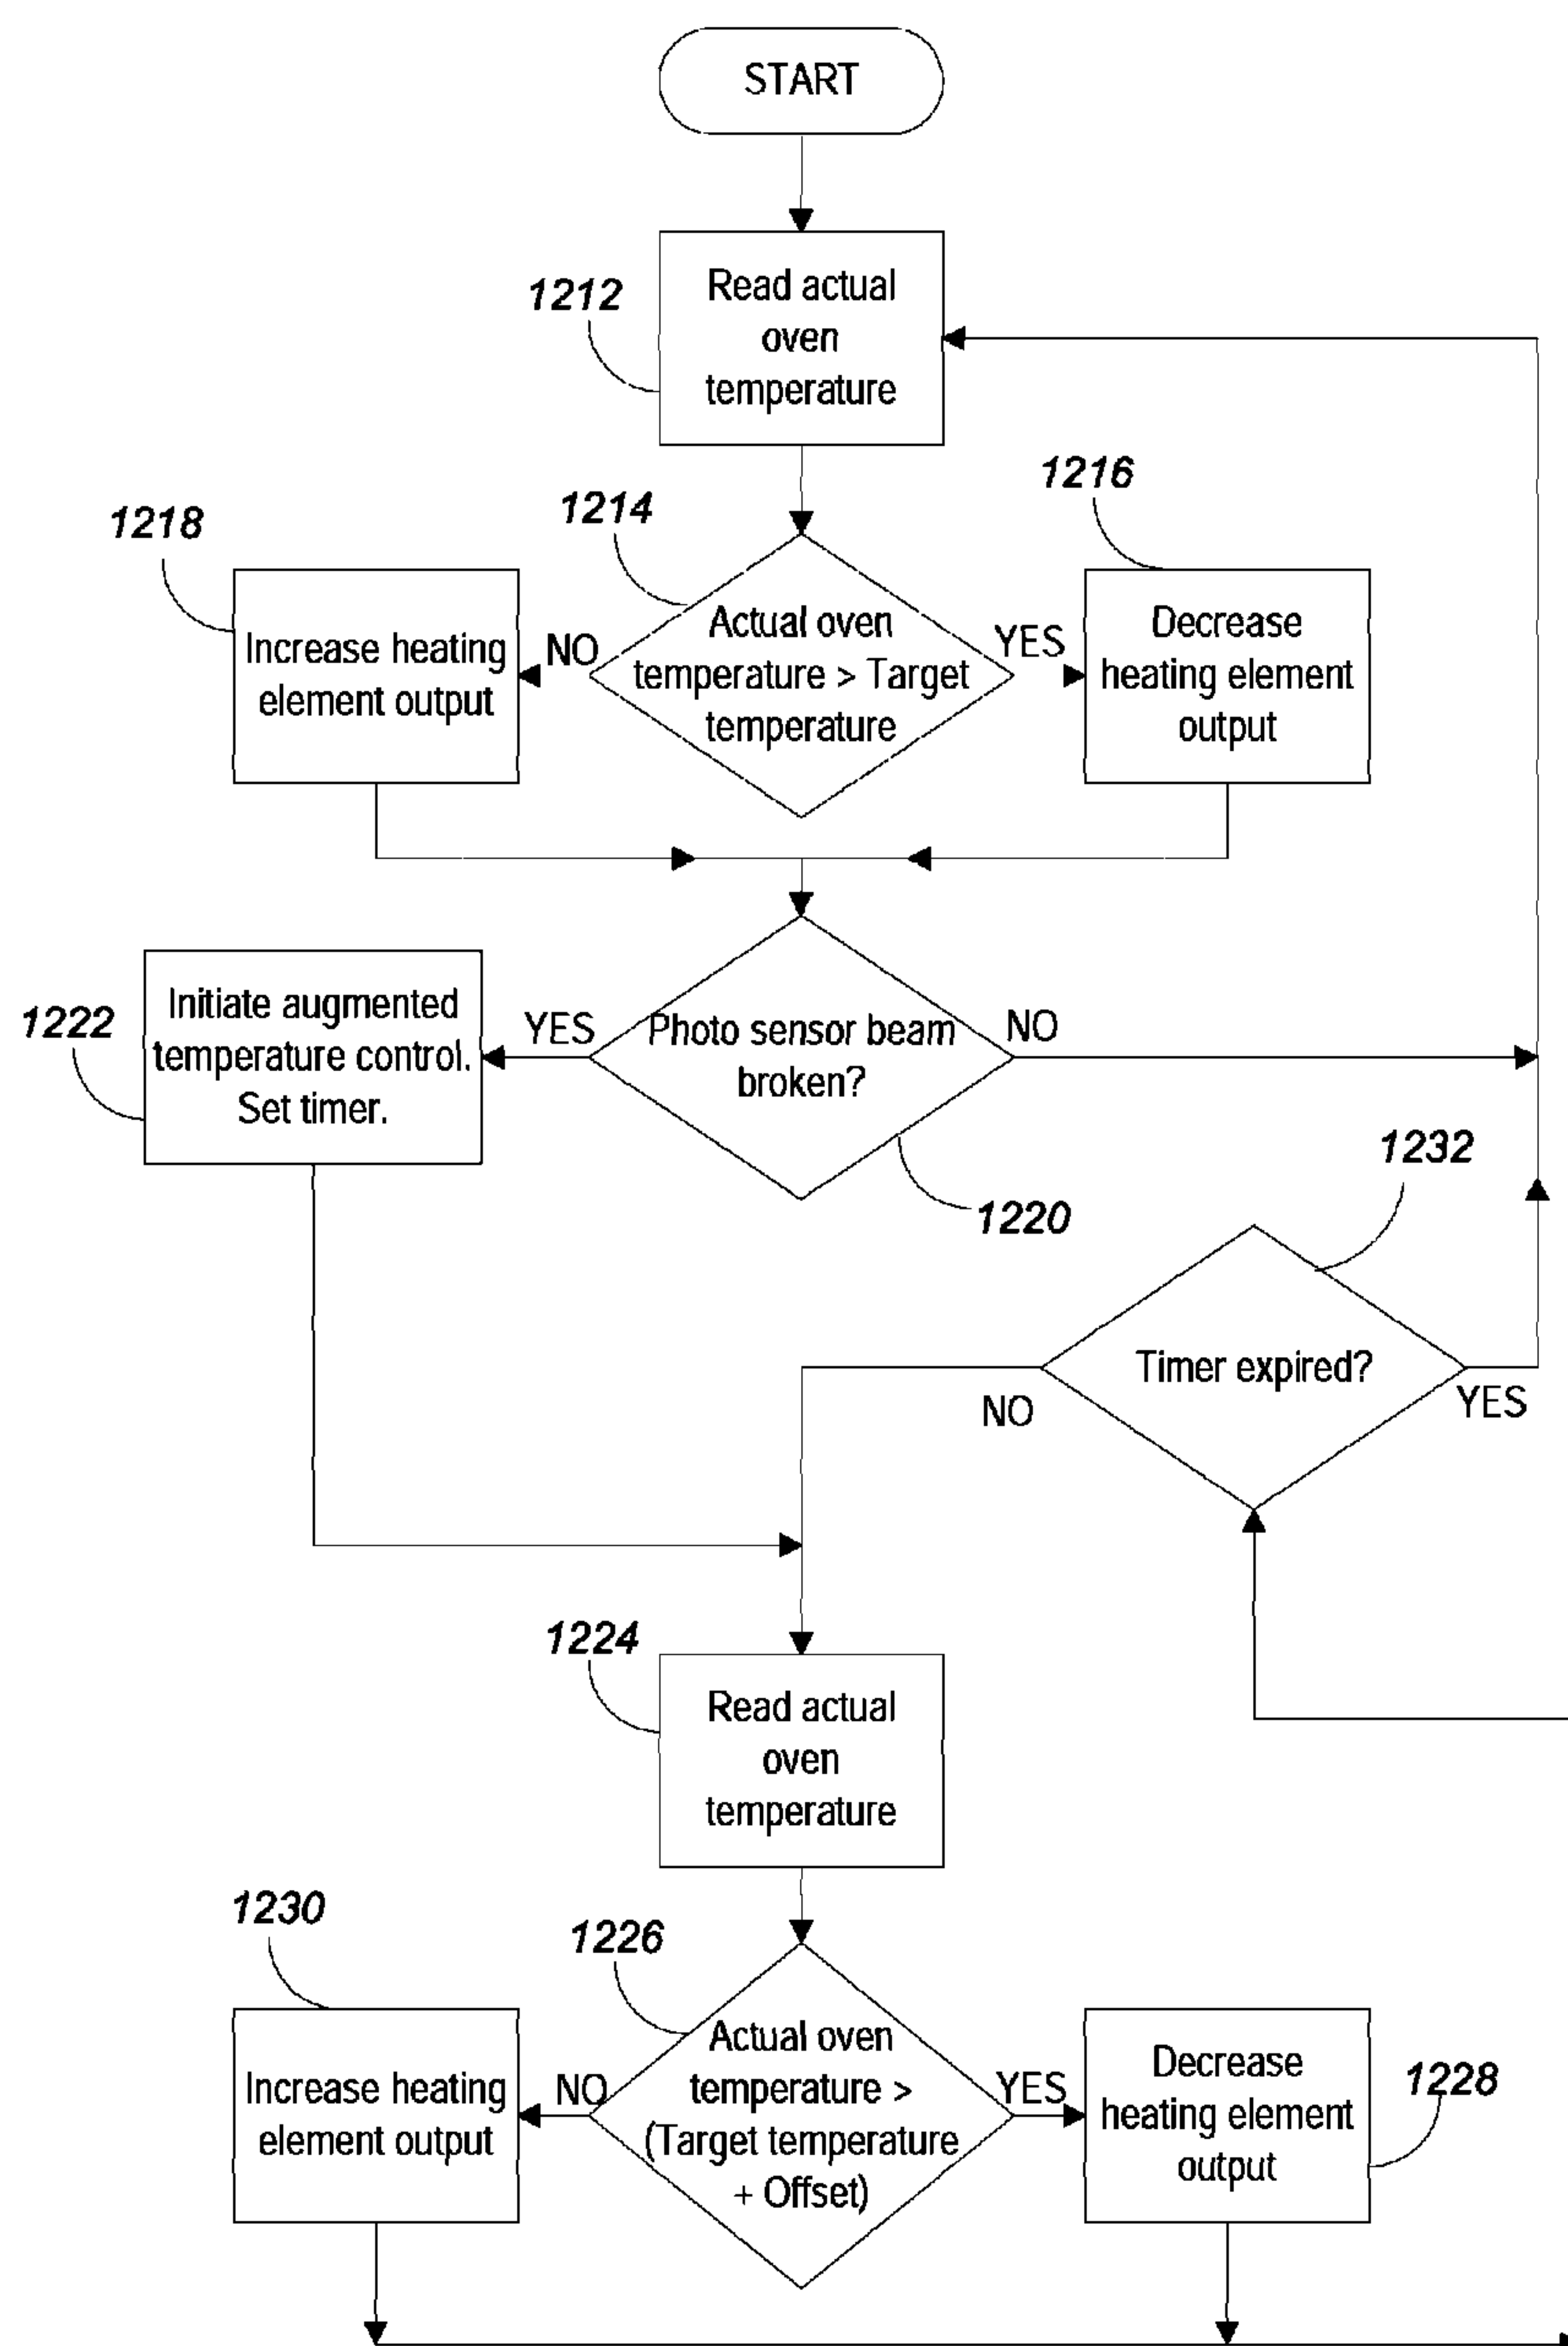 START
1212
Read actual
oven
temperature
1216
1214
1218
Increase heating
element output
NO
Actual oven
temperature > Target
temperature
YES
Decrease
heating element
output
1222
Initiate augmented
temperature control.
Set timer.
YES
Photo sensor beam
broken?
NO
1220
1232
Timer expired?
NO
YES
1224
Read actual
oven
temperature
1230
1226
Increase heating
element output
NO
Actual oven
temperature >
(Target temperature
+ Offset)
YES
Decrease
heating element
output
1228